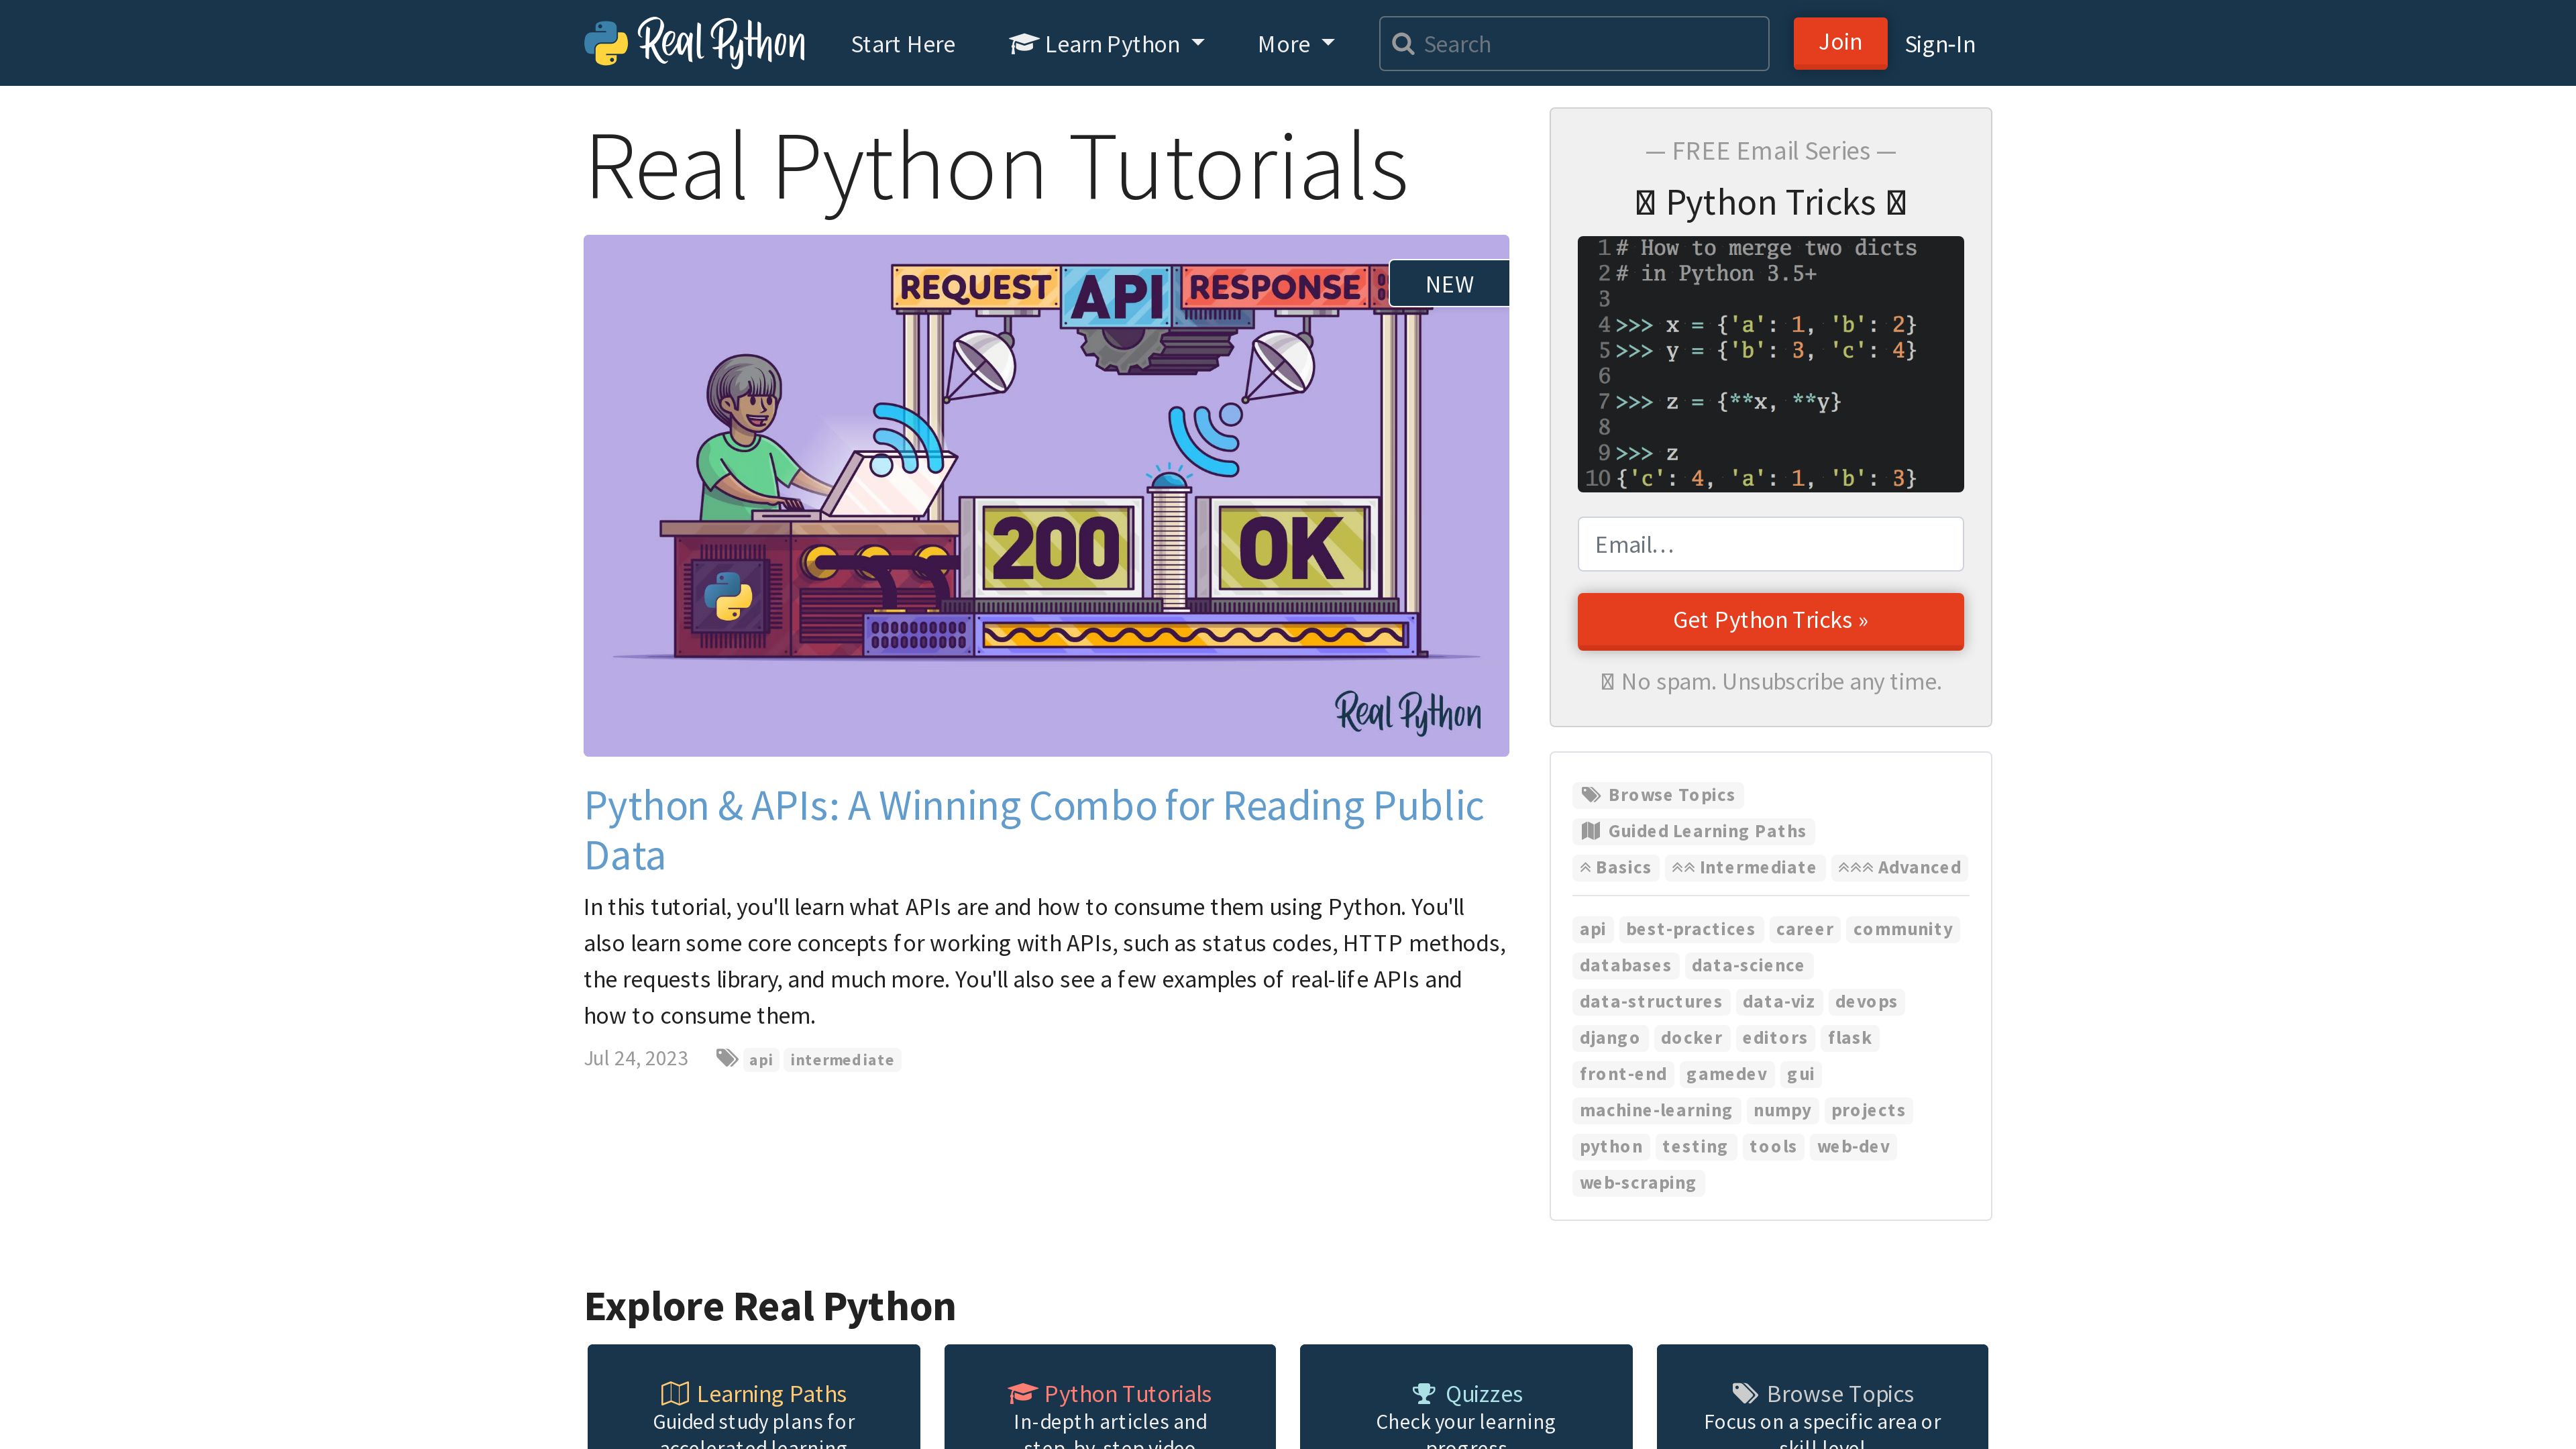 Real Python
Start Here
Learn Python
More
Search
Join
Sign-In
Real Python Tutorials
REQUEST API RESPONSE
NEW
200 OK
Real Python
Python & APIs: A Winning Combo for Reading Public
Data
In this tutorial, you'll learn what APIs are and how to consume them using Python. You'll
also learn some core concepts for working with APIs, such as status codes, HTTP methods,
the requests library, and much more. You'll also see a few examples of real-life APIs and
how to consume them.
Jul 24, 2023 api intermediate
— FREE Email Series —
Python Tricks
1 # How to merge two dicts
2 # in Python 3.5+
3
4 >>> x = {'a': 1, 'b': 2}
5 >>> y = {'b': 3, 'c': 4}
6
7 >>> z = {**x, **y}
8
9 >>> z
10 {'c': 4, 'a': 1, 'b': 3}
Email…
Get Python Tricks »
No spam. Unsubscribe any time.
Browse Topics
Guided Learning Paths
Basics Intermediate Advanced
api best-practices career community
databases data-science
data-structures data-viz devops
django docker editors flask
front-end gamedev gui
machine-learning numpy projects
python testing tools web-dev
web-scraping
Explore Real Python
Learning Paths
Guided study plans for
accelerated learning
Python Tutorials
In-depth articles and
step-by-step video
Quizzes
Check your learning
progress
Browse Topics
Focus on a specific area or
skill level